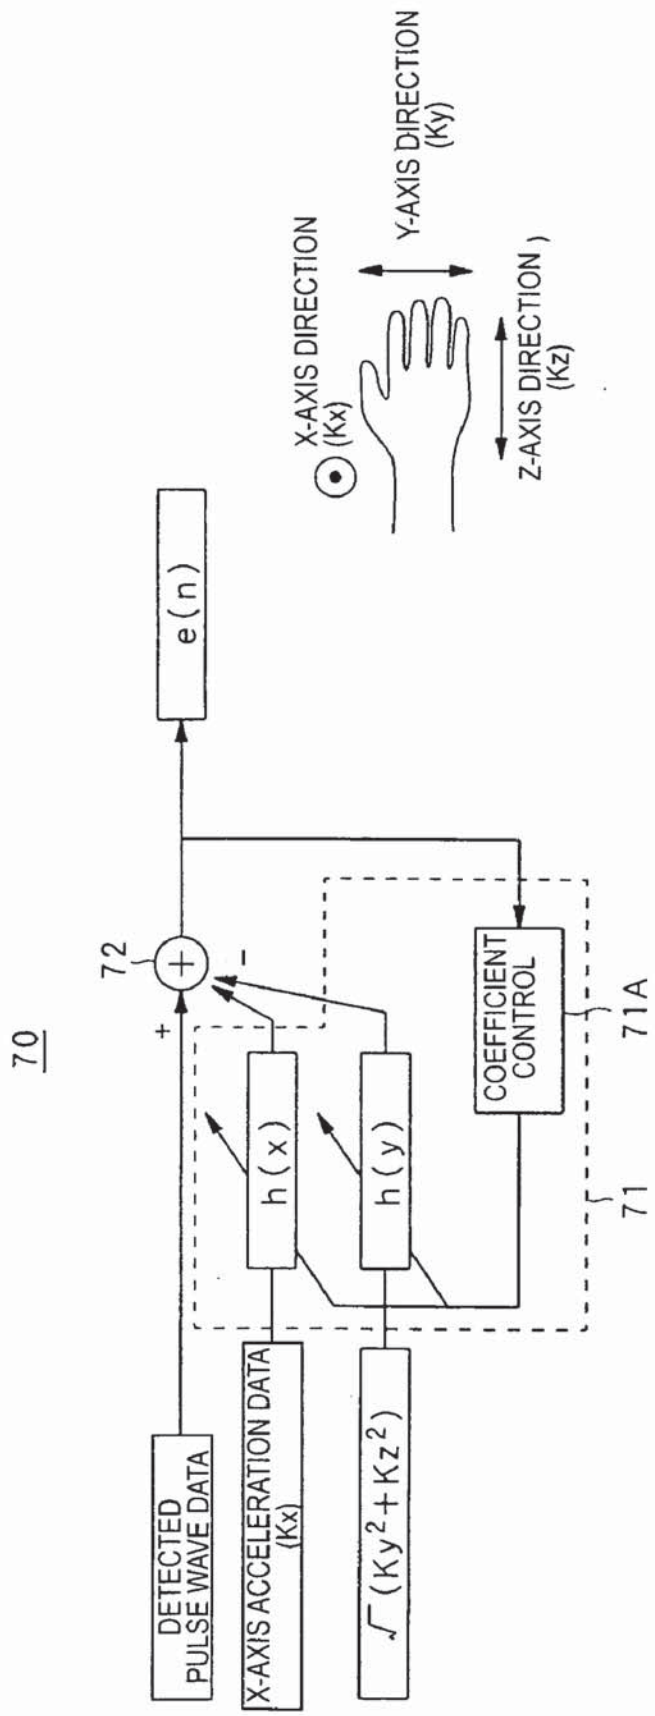 70
DETECTED
PULSE WAVE DATA
+
72
+
-
e(n)
X-AXIS ACCELERATION DATA
(Kx)
h(x)
√(Ky²+Kz²)
h(y)
COEFFICIENT
CONTROL
71
71A
X-AXIS DIRECTION
(Kx)
Y-AXIS DIRECTION
(Ky)
Z-AXIS DIRECTION )
(Kz)